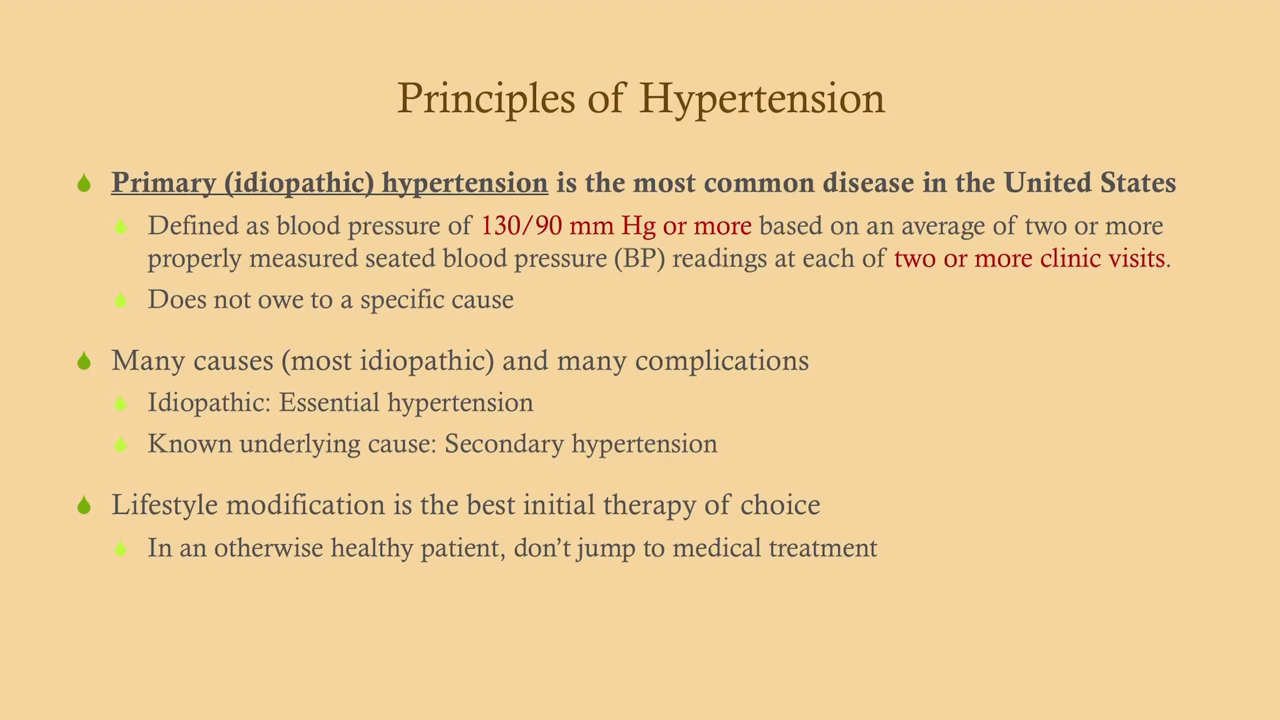 Principles of Hypertension
Primary (idiopathic) hypertension is the most common disease in the United States
Defined as blood pressure of 130/90 mm Hg or more based on an average of two or more
properly measured seated blood pressure (BP) readings at each of two or more clinic visits.
Does not owe to a specific cause
Many causes (most idiopathic) and many complications
Idiopathic: Essential hypertension
Known underlying cause: Secondary hypertension
Lifestyle modification is the best initial therapy of choice
In an otherwise healthy patient, don’t jump to medical treatment